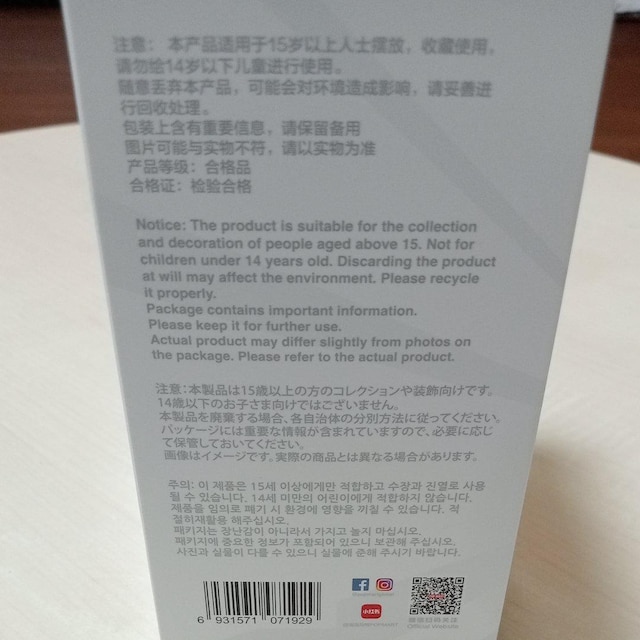 注意：本产品适用于15岁以上人士摆放，收藏使用。
请勿给14岁以下儿童进行使用。
随意丢弃本产品，可能会对环境造成影响，请妥善进
行回收处理。
包装上含有重要信息，请保留备用
图片可能与实物不符，请以实物为准
产品等级：合格品
合格证：检验合格
Notice: The product is suitable for the collection
and decoration of people aged above 15. Not for
children under 14 years old. Discarding the product
at will may affect the environment. Please recycle
it properly.
Package contains important information.
Please keep it for further use.
Actual product may differ slightly from photos on
the package. Please refer to the actual product.
注意:本製品は15歳以上の方のコレクションや装飾向けです。
14歳以下のお子さま向けではございません。
本製品を廃棄する場合、各自治体の分別方法に従ってください。
パッケージには重要な情報が含まれていますので、必要に応じ
て保管しておいてください。
画像はイメージです。実際の商品とは異なる場合があります。
주의: 이 제품은 15세 이상에게만 적합하고 수장과 진열로 사용
될 수 있습니다. 14세 미만의 어린이에게 적합하지 않습니다.
제품을 임의로 폐기 시 환경에 영향을 끼칠 수 있습니다. 적
절히재활용 해주십시오.
패키지는 장난감이 아니라서 가지고 놀지 마십시오.
패키지에 중요한 정보가 포함되어 있으니 보관해 주십시오.
사진과 실물이 다를 수 있으니 실물에 준해 주시기 바랍니다.
小红书
6 931571 071929
Official Website